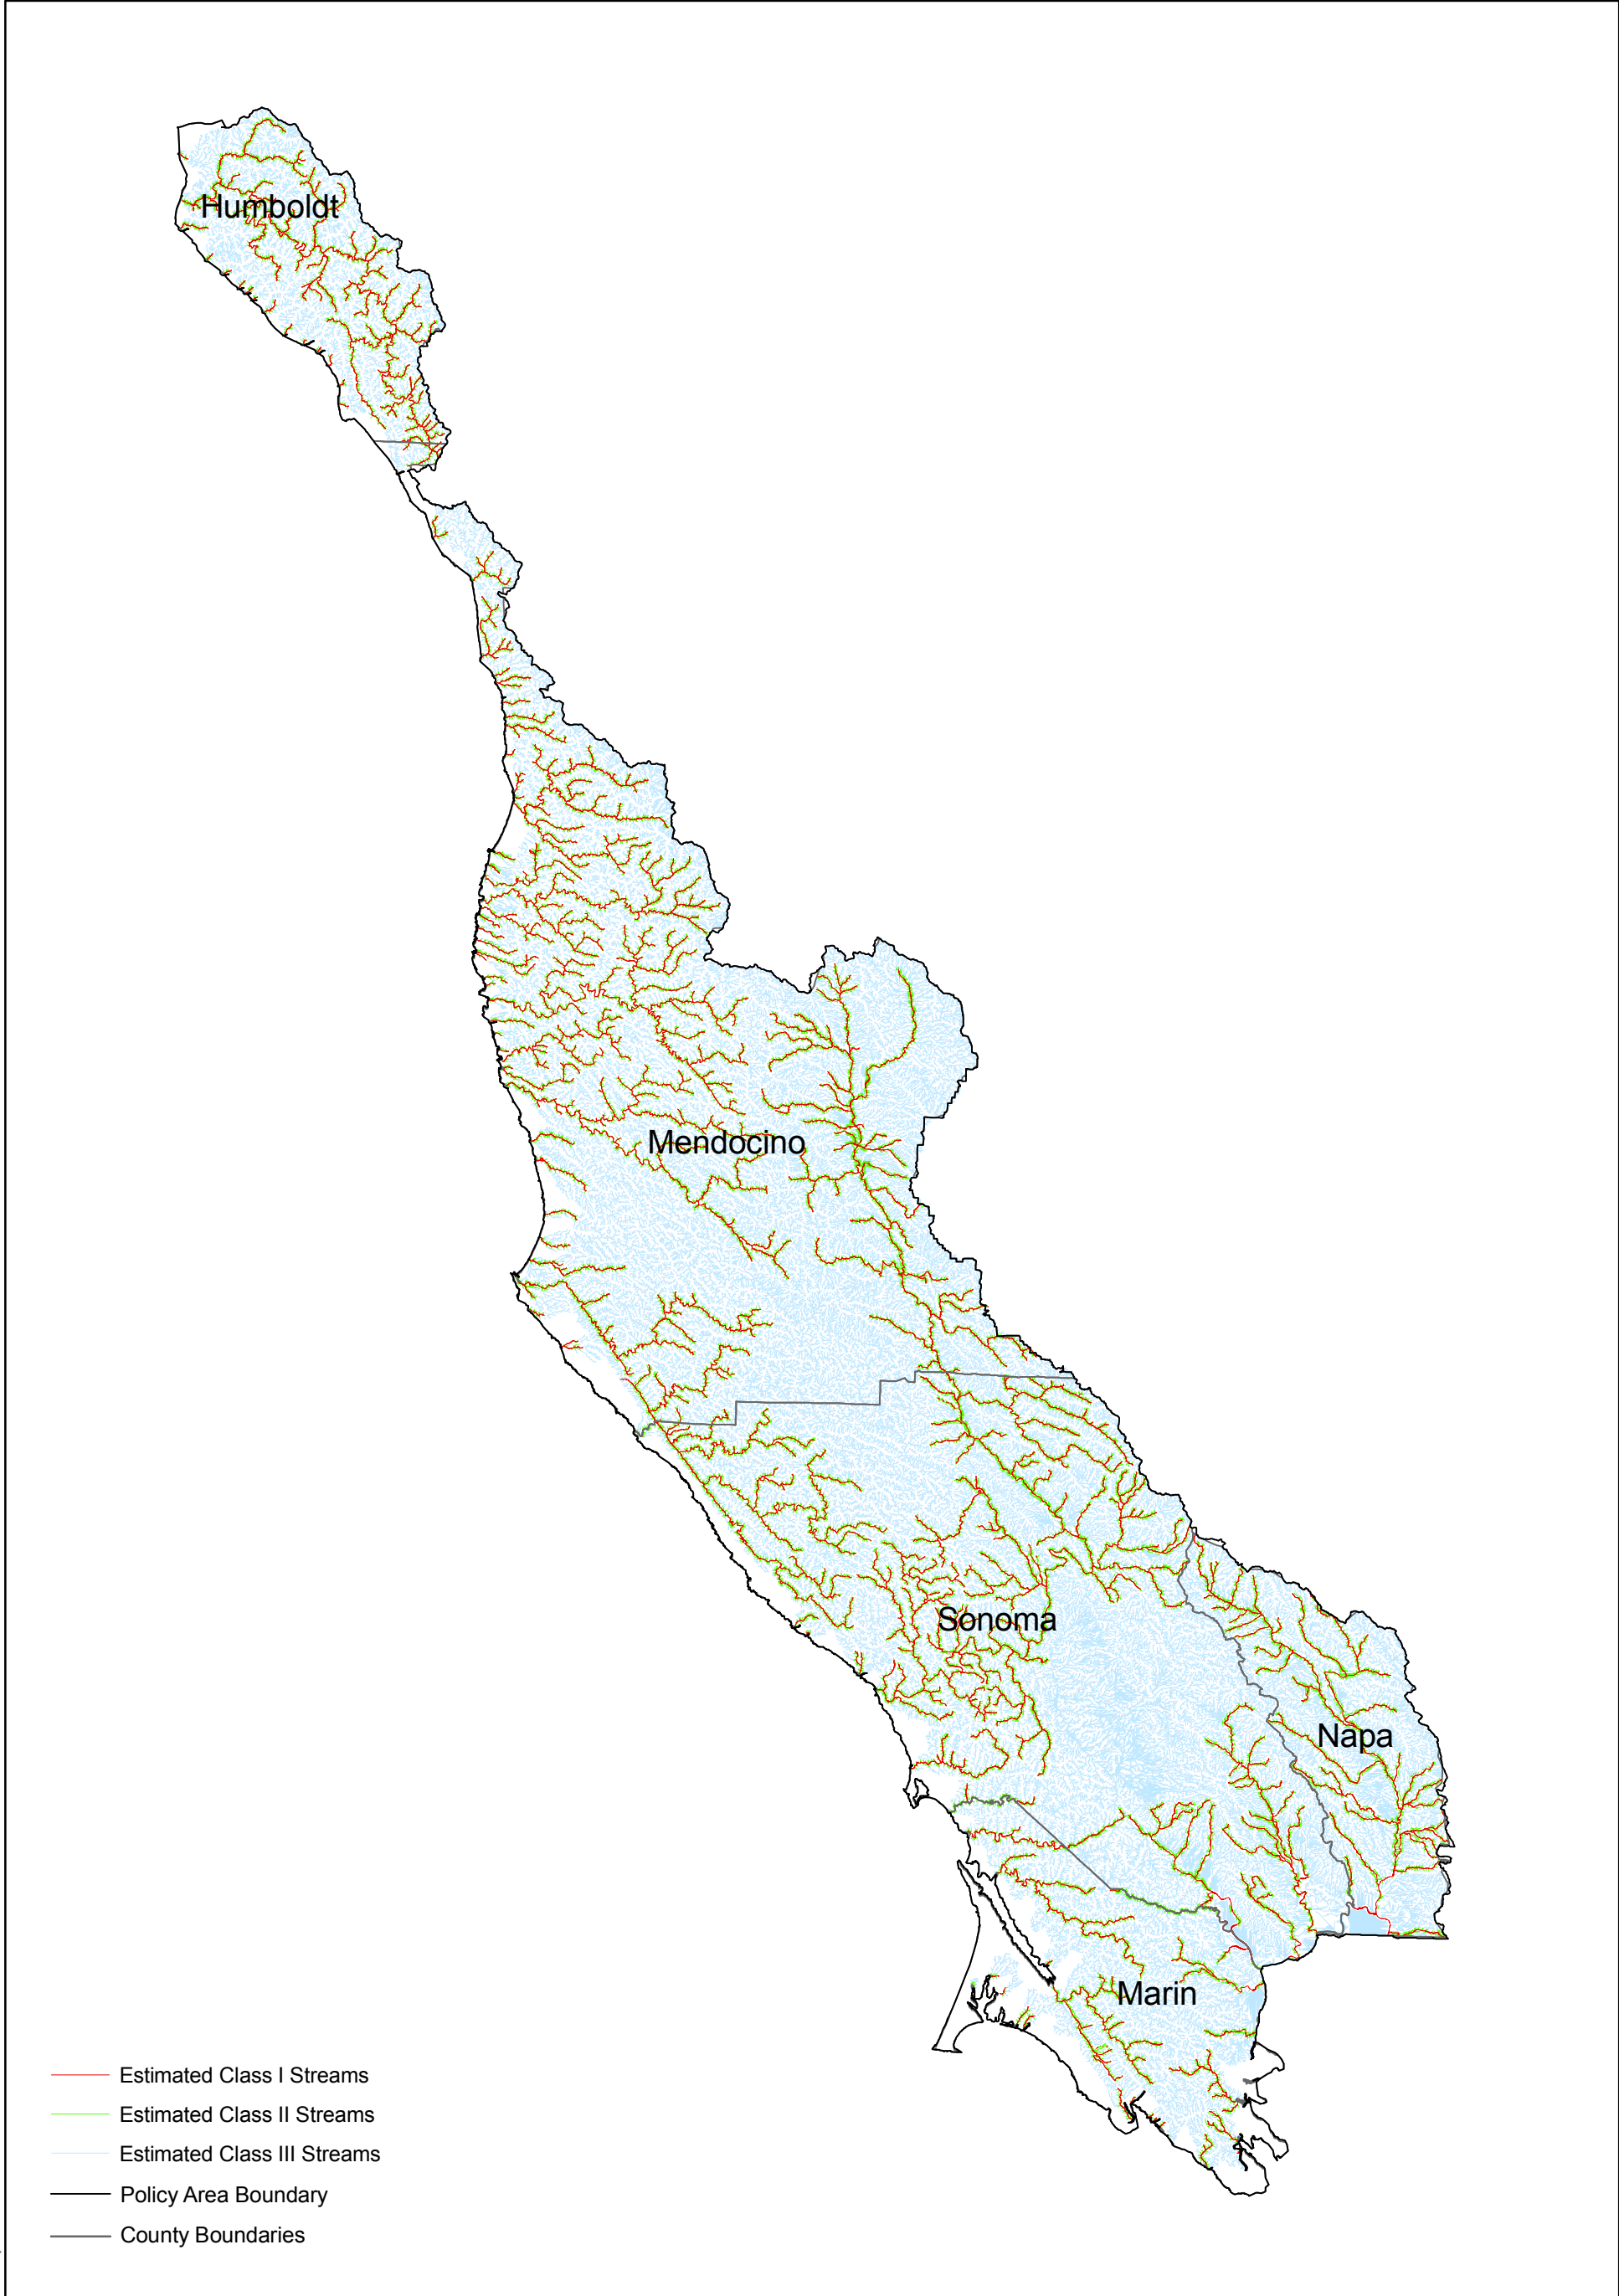 Humboldt
Mendocino
Sonoma
Napa
Marin
Estimated Class I Streams
Estimated Class II Streams
Estimated Class III Streams
Policy Area Boundary
County Boundaries